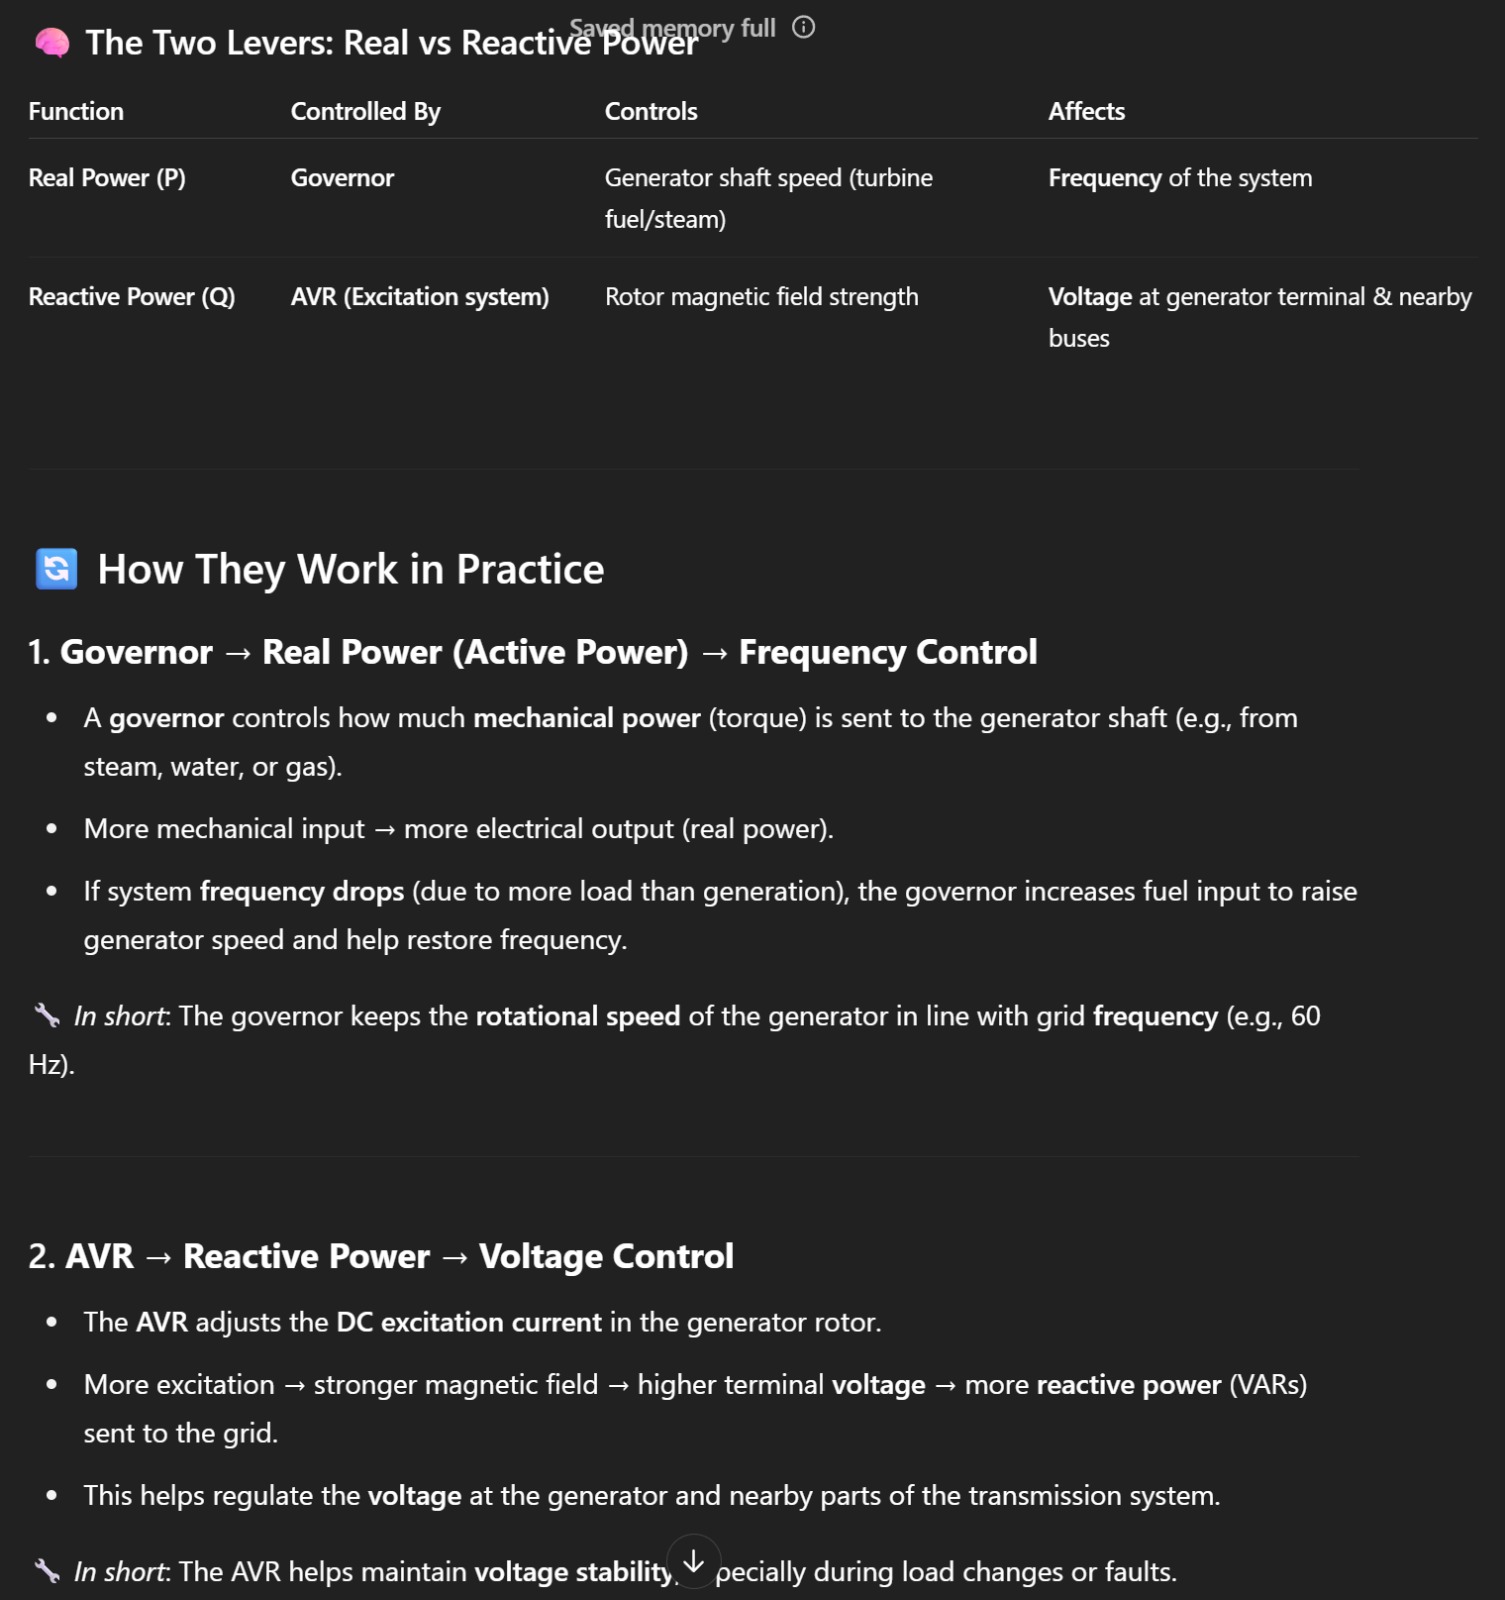 Saved memory full
The Two Levers: Real vs Reactive Power
Function Controlled By Controls Affects
Real Power (P) Governor Generator shaft speed (turbine Frequency of the system
fuel/steam)
Reactive Power (Q) AVR (Excitation system) Rotor magnetic field strength Voltage at generator terminal & nearby
buses
How They Work in Practice
1. Governor → Real Power (Active Power) → Frequency Control
• A governor controls how much mechanical power (torque) is sent to the generator shaft (e.g., from
steam, water, or gas).
• More mechanical input → more electrical output (real power).
• If system frequency drops (due to more load than generation), the governor increases fuel input to raise
generator speed and help restore frequency.
In short: The governor keeps the rotational speed of the generator in line with grid frequency (e.g., 60
Hz).
2. AVR → Reactive Power → Voltage Control
• The AVR adjusts the DC excitation current in the generator rotor.
• More excitation → stronger magnetic field → higher terminal voltage → more reactive power (VARs)
sent to the grid.
• This helps regulate the voltage at the generator and nearby parts of the transmission system.
In short: The AVR helps maintain voltage stability, pecially during load changes or faults.